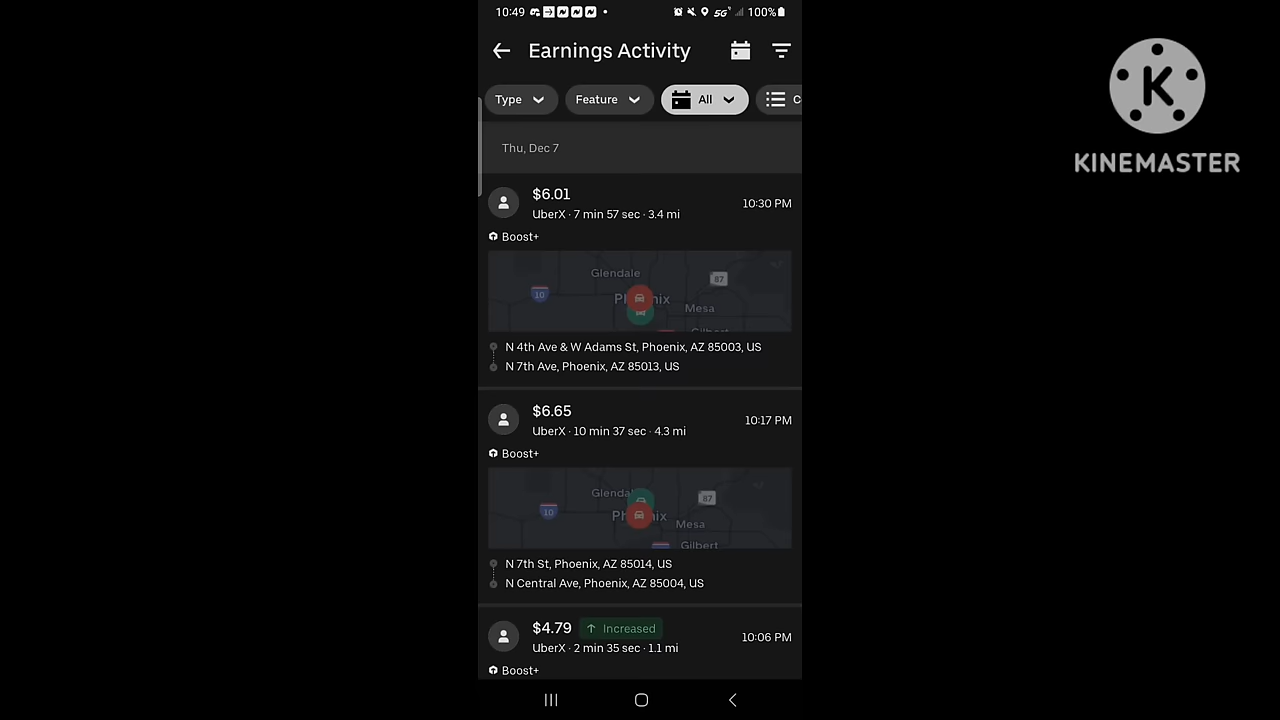 10:49 5G 100%
Earnings Activity
Type Feature All C
Thu, Dec 7
$6.01
10:30 PM
UberX · 7 min 57 sec · 3.4 mi
Boost+
Glendale
87
10
Mesa
N 4th Ave & W Adams St, Phoenix, AZ 85003, US
N 7th Ave, Phoenix, AZ 85013, US
$6.65
10:17 PM
UberX · 10 min 37 sec · 4.3 mi
Boost+
87
10
Mesa
Gilbert
N 7th St, Phoenix, AZ 85014, US
N Central Ave, Phoenix, AZ 85004, US
$4.79 ↑ Increased
10:06 PM
UberX · 2 min 35 sec · 1.1 mi
Boost+
K
KINEMASTER